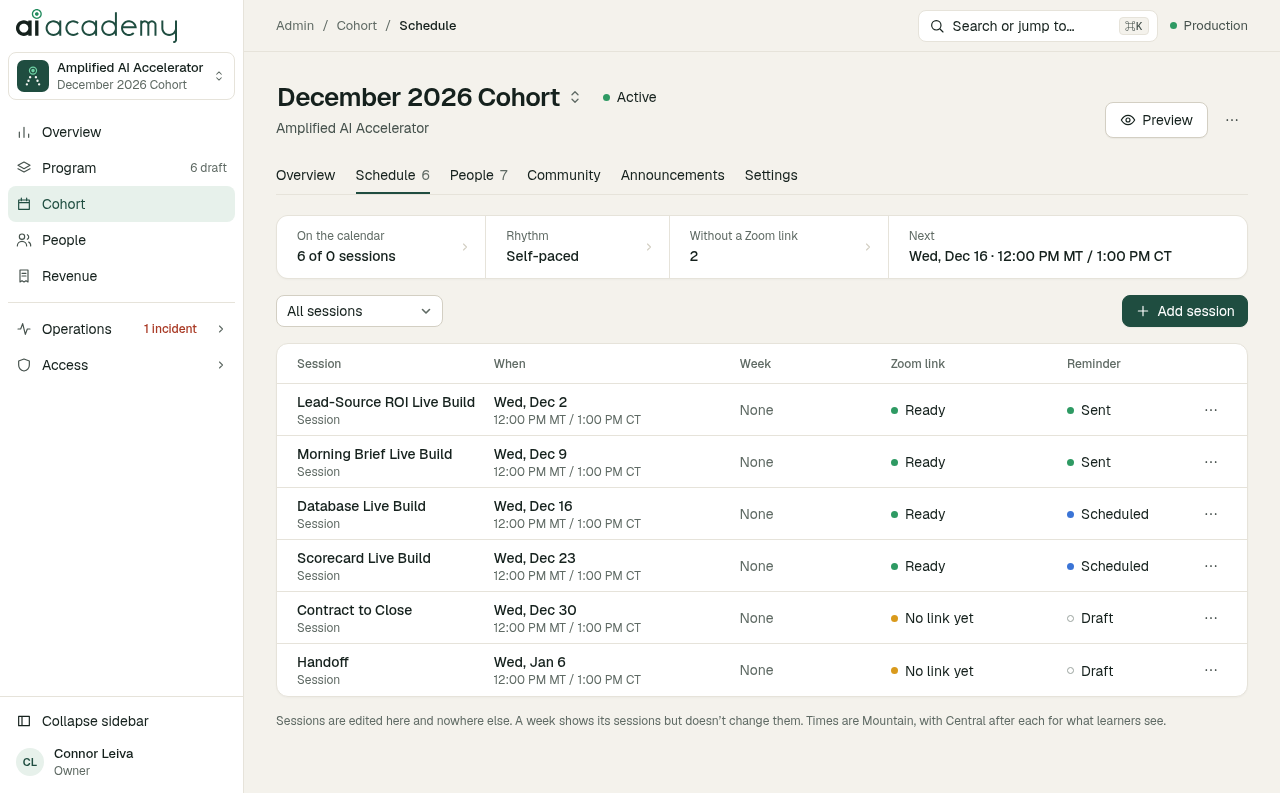 ai academy
Amplified AI Accelerator
December 2026 Cohort
Overview
Program 6 draft
Cohort
People
Revenue
Operations 1 incident
Access
Collapse sidebar
CL
Connor Leiva
Owner
Admin / Cohort / Schedule
Search or jump to... ⌘K
Production
December 2026 Cohort
Active
Amplified AI Accelerator
Preview
Overview Schedule 6 People 7 Community Announcements Settings
On the calendar
6 of 0 sessions
Rhythm
Self-paced
Without a Zoom link
2
Next
Wed, Dec 16 · 12:00 PM MT / 1:00 PM CT
All sessions
Add session
Session When Week Zoom link Reminder
Lead-Source ROI Live Build Wed, Dec 2 None Ready Sent
Session 12:00 PM MT / 1:00 PM CT
Morning Brief Live Build Wed, Dec 9 None Ready Sent
Session 12:00 PM MT / 1:00 PM CT
Database Live Build Wed, Dec 16 None Ready Scheduled
Session 12:00 PM MT / 1:00 PM CT
Scorecard Live Build Wed, Dec 23 None Ready Scheduled
Session 12:00 PM MT / 1:00 PM CT
Contract to Close Wed, Dec 30 None No link yet Draft
Session 12:00 PM MT / 1:00 PM CT
Handoff Wed, Jan 6 None No link yet Draft
Session 12:00 PM MT / 1:00 PM CT
Sessions are edited here and nowhere else. A week shows its sessions but doesn’t change them. Times are Mountain, with Central after each for what learners see.